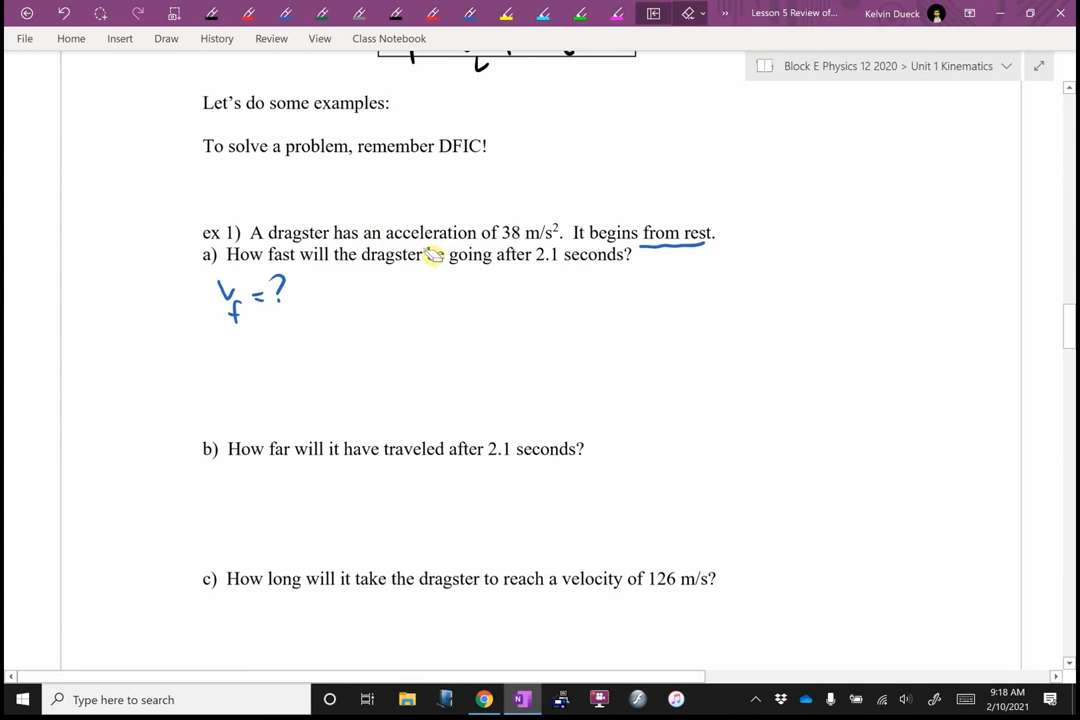 Lesson 5 Review of...
Kelvin Dueck
File
Home
Insert
Draw
History
Review
View
Class Notebook
Block E Physics 12 2020 > Unit 1 Kinematics
Let's do some examples:
To solve a problem, remember DFIC!
ex 1) A dragster has an acceleration of 38 m/s². It begins from rest.
a) How fast will the dragster going after 2.1 seconds?
Vf = ?
b) How far will it have traveled after 2.1 seconds?
c) How long will it take the dragster to reach a velocity of 126 m/s?
Type here to search
9:18 AM
2/10/2021